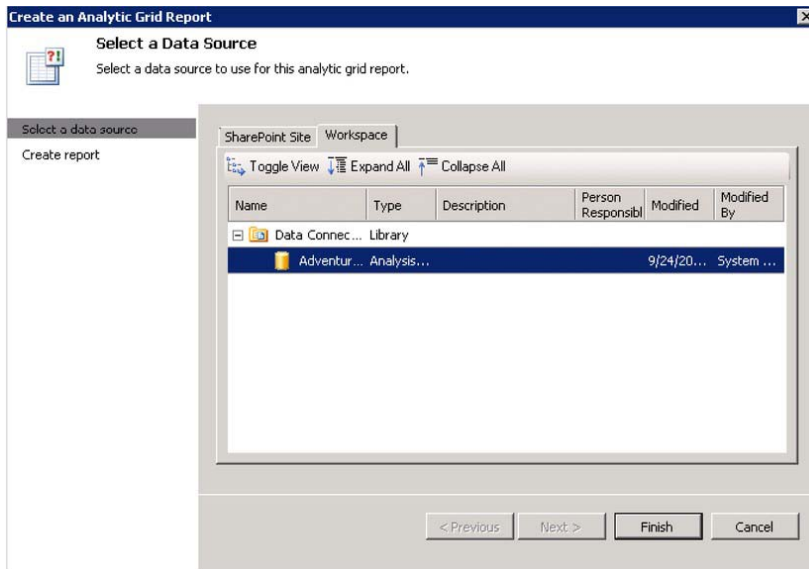 Create an Analytic Grid Report
Select a Data Source
Select a data source to use for this analytic grid report.
Select a data source
Create report
SharePoint Site Workspace
Toggle View Expand All Collapse All
Name Type Description Person Responsibl Modified Modified By
Data Connec... Library
Adventur... Analysis... 9/24/20... System ...
< Previous Next > Finish Cancel